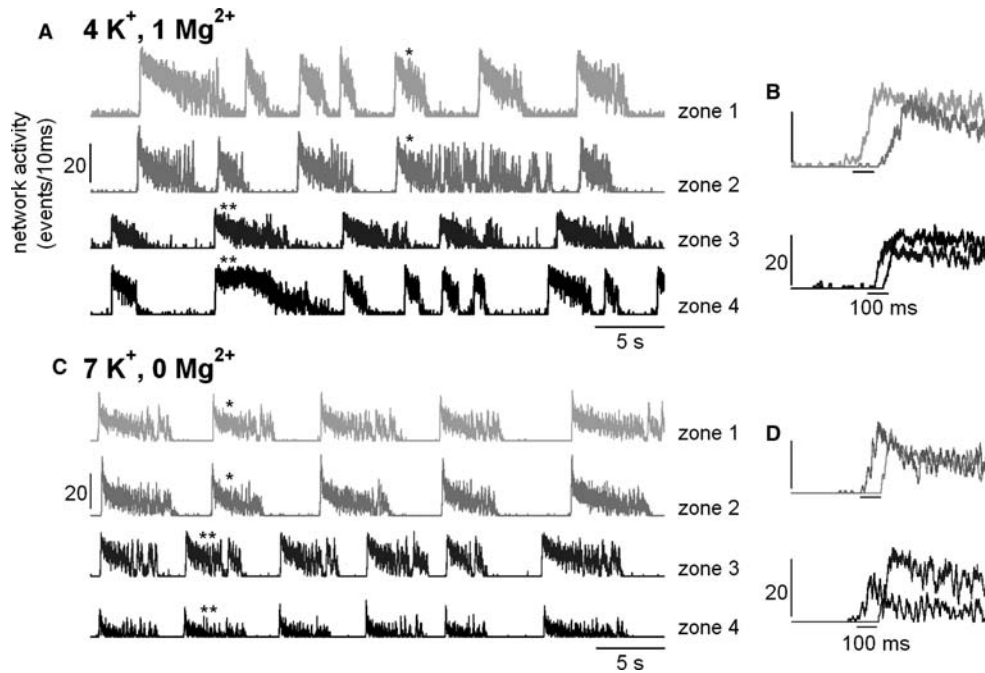 A 4 K⁺, 1 Mg²⁺
network activity
(events/10ms)
20
*
zone 1
*
zone 2
**
zone 3
**
zone 4
5 s
B
20
100 ms
C 7 K⁺, 0 Mg²⁺
20
*
zone 1
*
zone 2
**
zone 3
**
zone 4
5 s
D
20
100 ms